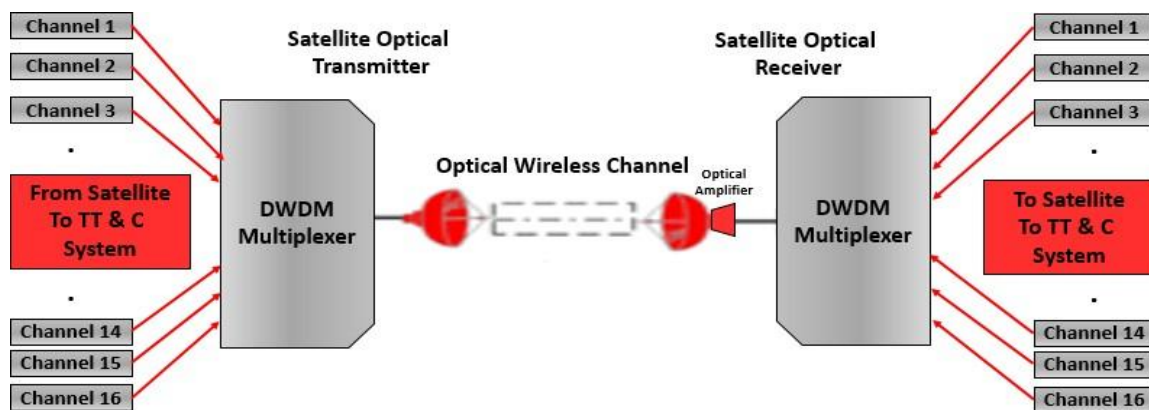 Channel 1
Channel 2
Channel 3
.
From Satellite
To TT & C
System
.
Channel 14
Channel 15
Channel 16
Satellite Optical
Transmitter
DWDM
Multiplexer
Optical Wireless Channel
Optical
Amplifier
Satellite Optical
Receiver
DWDM
Multiplexer
Channel 1
Channel 2
Channel 3
.
To Satellite
To TT & C
System
.
Channel 14
Channel 15
Channel 16